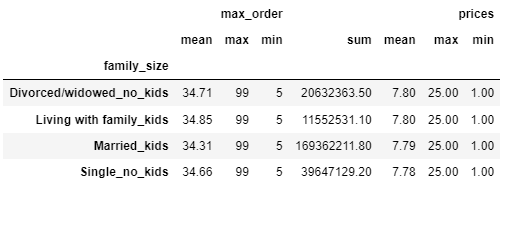 max_order prices
mean max min sum mean max min
family_size
Divorced/widowed_no_kids 34.71 99 5 20632363.50 7.80 25.00 1.00
Living with family_kids 34.85 99 5 11552531.10 7.80 25.00 1.00
Married_kids 34.31 99 5 169362211.80 7.79 25.00 1.00
Single_no_kids 34.66 99 5 39647129.20 7.78 25.00 1.00